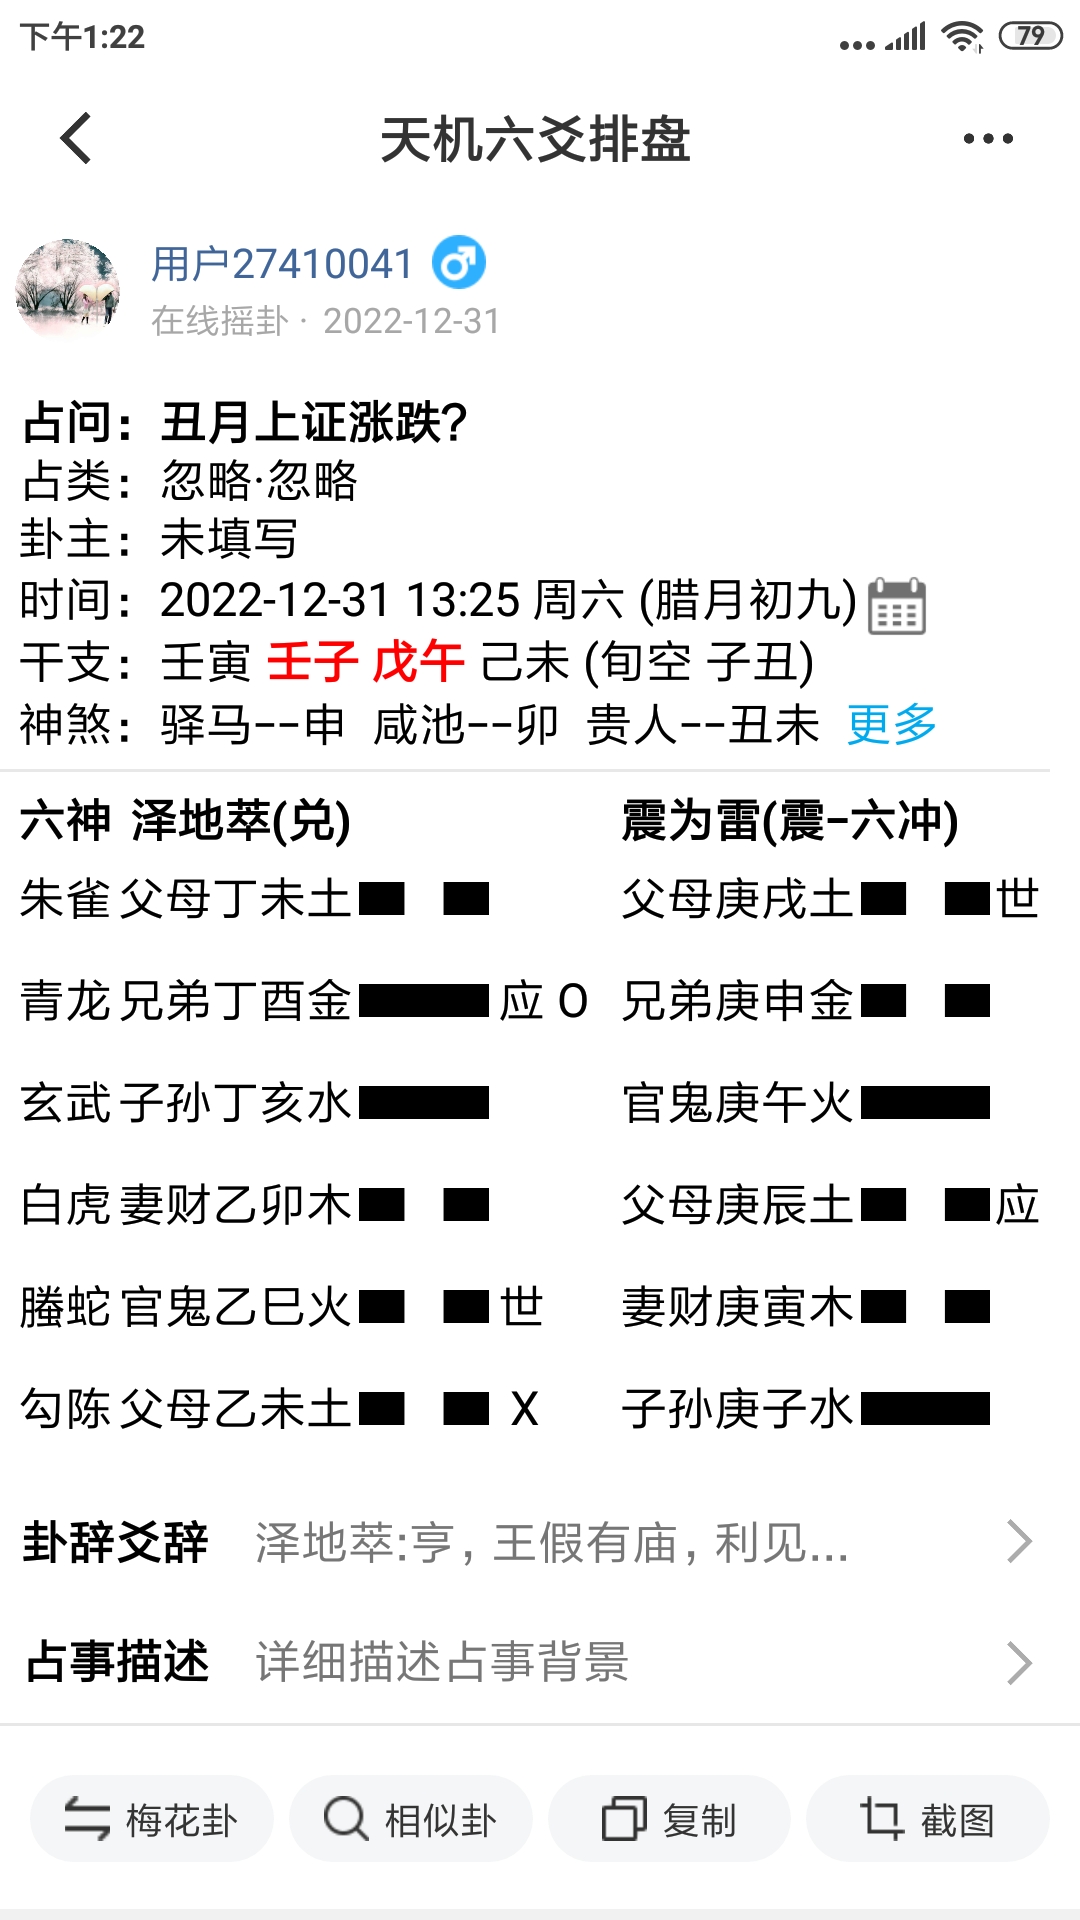 下午1:22
79
天机六爻排盘
用户27410041
在线摇卦 · 2022-12-31
占问：丑月上证涨跌？
占类：忽略·忽略
卦主：未填写
时间：2022-12-31 13:25 周六 (腊月初九)
干支：壬寅 壬子 戊午 己未 (旬空 子丑)
神煞：驿马--申 咸池--卯 贵人--丑未 更多
六神 泽地萃(兑) 震为雷(震-六冲)
朱雀 父母丁未土 父母庚戌土 世
青龙 兄弟丁酉金 应 O 兄弟庚申金
玄武 子孙丁亥水 官鬼庚午火
白虎 妻财乙卯木 父母庚辰土 应
螣蛇 官鬼乙巳火 世 妻财庚寅木
勾陈 父母乙未土 X 子孙庚子水
卦辞爻辞 泽地萃:亨，王假有庙，利见...
占事描述 详细描述占事背景
梅花卦 相似卦 复制 截图